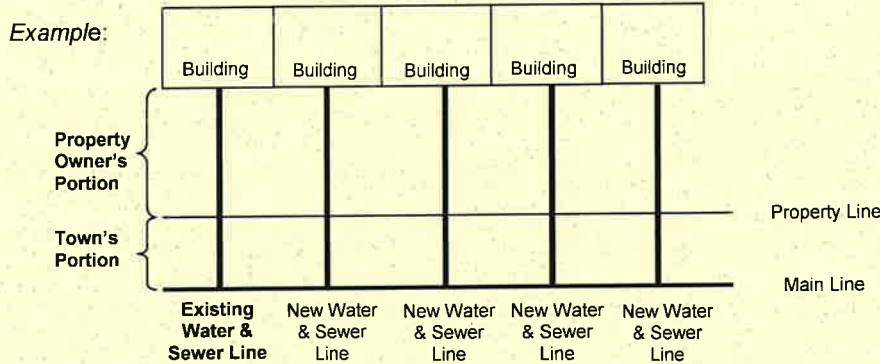 Example:
Building Building Building Building Building
Property
Owner's
Portion
Property Line
Town's
Portion
Main Line
Existing
Water &
Sewer Line
New Water
& Sewer
Line
New Water
& Sewer
Line
New Water
& Sewer
Line
New Water
& Sewer
Line